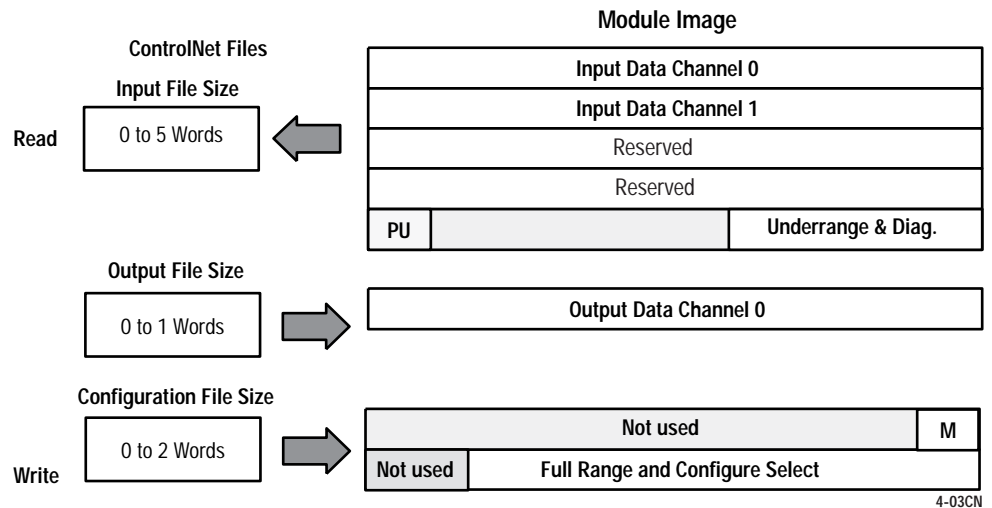 Module Image
ControlNet Files
Input File Size
Read
0 to 5 Words
Input Data Channel 0
Input Data Channel 1
Reserved
Reserved
PU
Underrange & Diag.
Output File Size
0 to 1 Words
Output Data Channel 0
Configuration File Size
Write
0 to 2 Words
Not used
M
Not used
Full Range and Configure Select
4-03CN